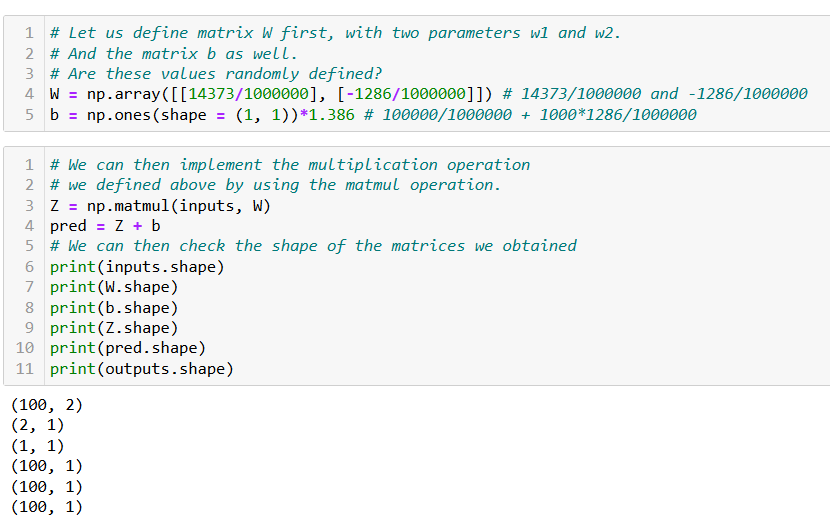 1 # Let us define matrix W first, with two parameters w1 and w2.
2 # And the matrix b as well.
3 # Are these values randomly defined?
4 W = np.array([[14373/1000000], [-1286/1000000]]) # 14373/1000000 and -1286/1000000
5 b = np.ones(shape = (1, 1))*1.386 # 100000/1000000 + 1000*1286/1000000
1 # We can then implement the multiplication operation
2 # we defined above by using the matmul operation.
3 Z = np.matmul(inputs, W)
4 pred = Z + b
5 # We can then check the shape of the matrices we obtained
6 print(inputs.shape)
7 print(W.shape)
8 print(b.shape)
9 print(Z.shape)
10 print(pred.shape)
11 print(outputs.shape)
(100, 2)
(2, 1)
(1, 1)
(100, 1)
(100, 1)
(100, 1)